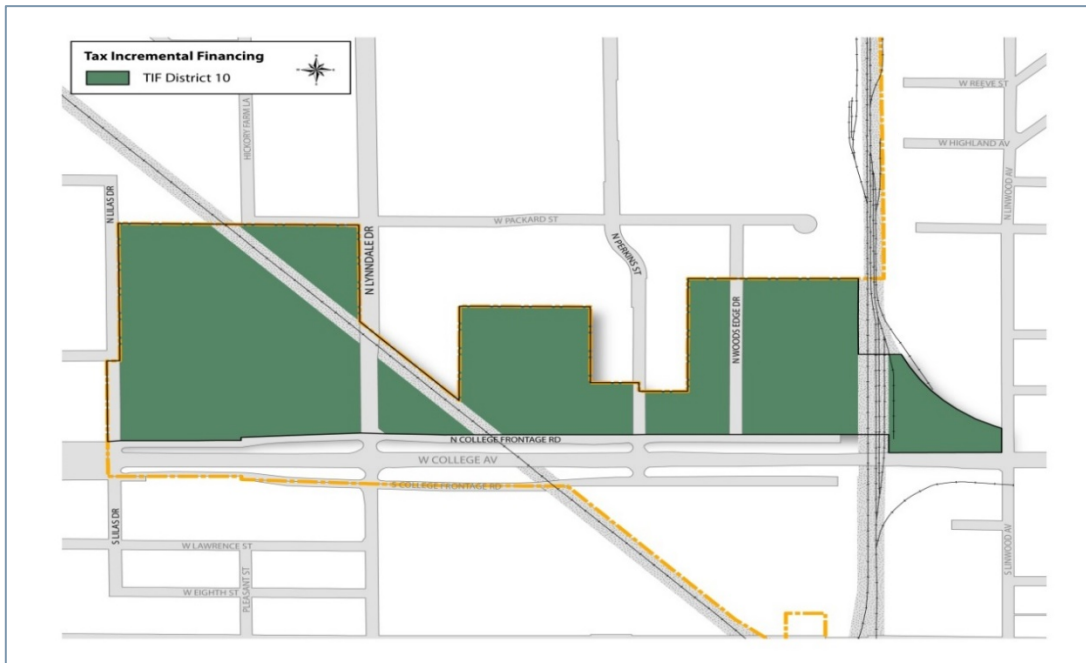 Tax Incremental Financing
TIF District 10
W REEVE ST
HICKORY FARM LA
W HIGHLAND AV
N LINWOOD AV
N LILAS DR
W PACKARD ST
N LYNNDALE DR
N PERKINS ST
N WOODS EDGE DR
N COLLEGE FRONTAGE RD
W COLLEGE AV
S COLLEGE FRONTAGE RD
S LILAS DR
W LAWRENCE ST
PLEASANT ST
W EIGHTH ST
S LINWOOD AV